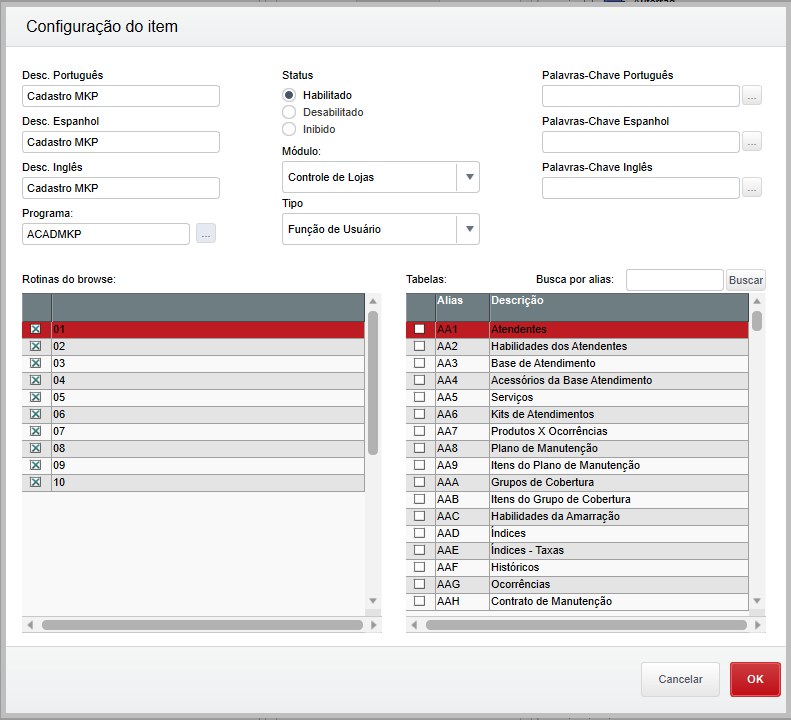 Configuração do item
Desc. Português
Cadastro MKP
Desc. Espanhol
Cadastro MKP
Desc. Inglês
Cadastro MKP
Programa:
ACADMKP
...
Status
Habilitado
Desabilitado
Inibido
Módulo:
Controle de Lojas
Tipo
Função de Usuário
Palavras-Chave Português
...
Palavras-Chave Espanhol
...
Palavras-Chave Inglês
...
Rotinas do browse:
01
02
03
04
05
06
07
08
09
10
Tabelas:
Busca por alias:
Buscar
Alias Descrição
AA1 Atendentes
AA2 Habilidades dos Atendentes
AA3 Base de Atendimento
AA4 Acessórios da Base Atendimento
AA5 Serviços
AA6 Kits de Atendimentos
AA7 Produtos X Ocorrências
AA8 Plano de Manutenção
AA9 Itens do Plano de Manutenção
AAA Grupos de Cobertura
AAB Itens do Grupo de Cobertura
AAC Habilidades da Amarração
AAD Índices
AAE Índices - Taxas
AAF Históricos
AAG Ocorrências
AAH Contrato de Manutenção
Cancelar
OK